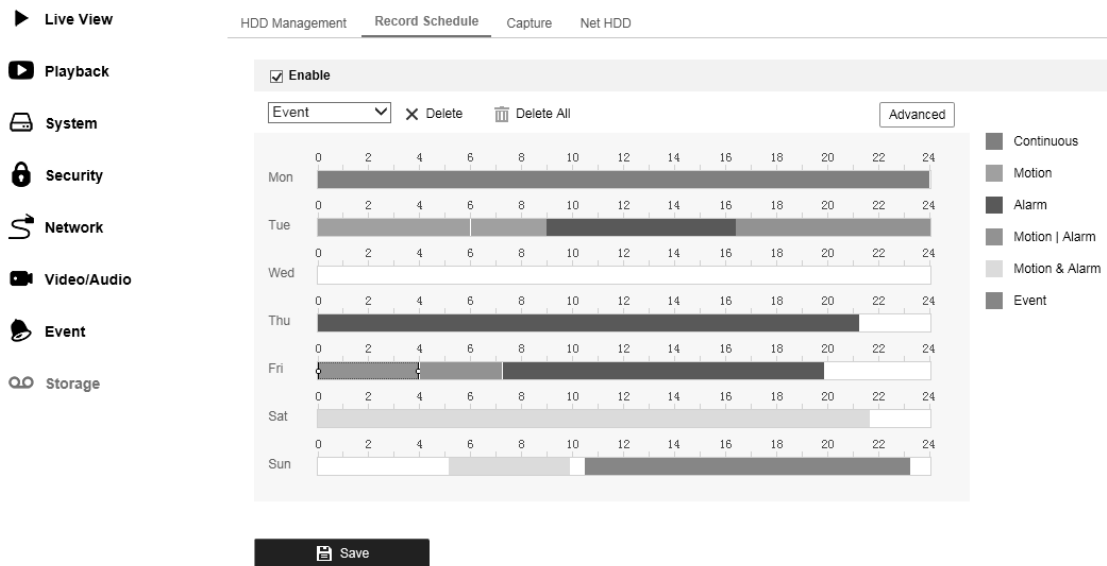 Live View
HDD Management Record Schedule Capture Net HDD
Playback
Enable
System
Event Delete Delete All Advanced
Continuous
0 2 4 6 8 10 12 14 16 18 20 22 24
Security
Mon
Motion
0 2 4 6 8 10 12 14 16 18 20 22 24
Alarm
Network
Tue
Motion | Alarm
0 2 4 6 8 10 12 14 16 18 20 22 24
Video/Audio
Wed
Motion & Alarm
0 2 4 6 8 10 12 14 16 18 20 22 24
Event
Event
Thu
0 2 4 6 8 10 12 14 16 18 20 22 24
Fri
Storage
0 2 4 6 8 10 12 14 16 18 20 22 24
Sat
0 2 4 6 8 10 12 14 16 18 20 22 24
Sun
Save